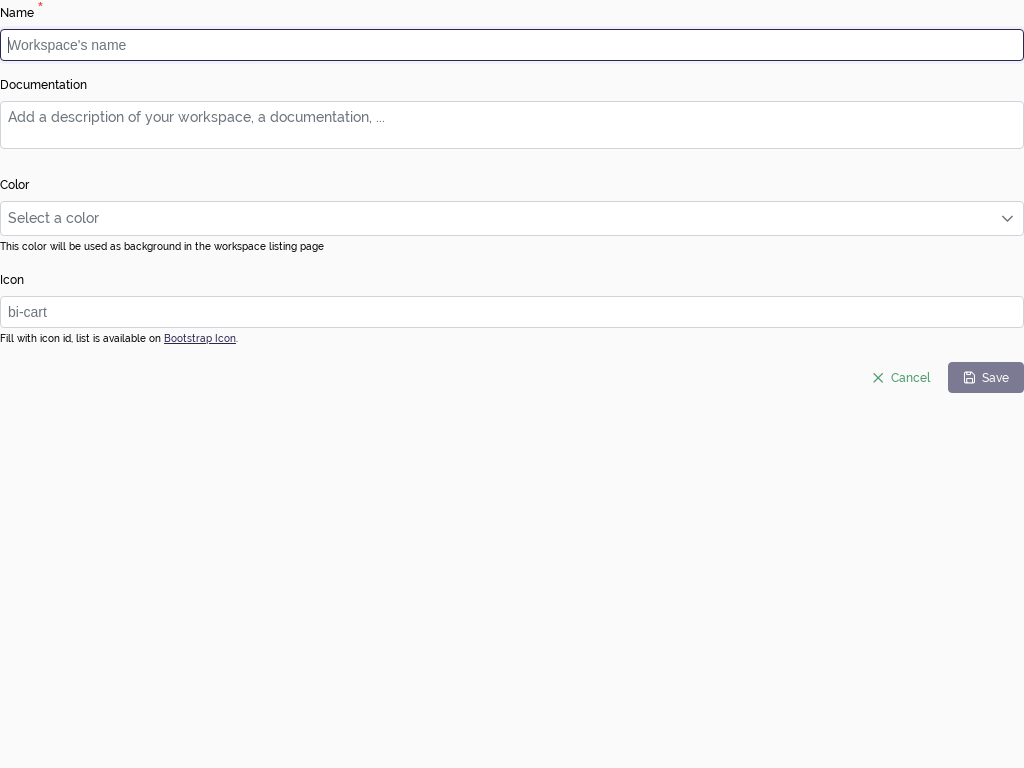 Name *
Workspace's name
Documentation
Add a description of your workspace, a documentation, ...
Color
Select a color
This color will be used as background in the workspace listing page
Icon
bi-cart
Fill with icon id, list is available on Bootstrap Icon.
Cancel
Save